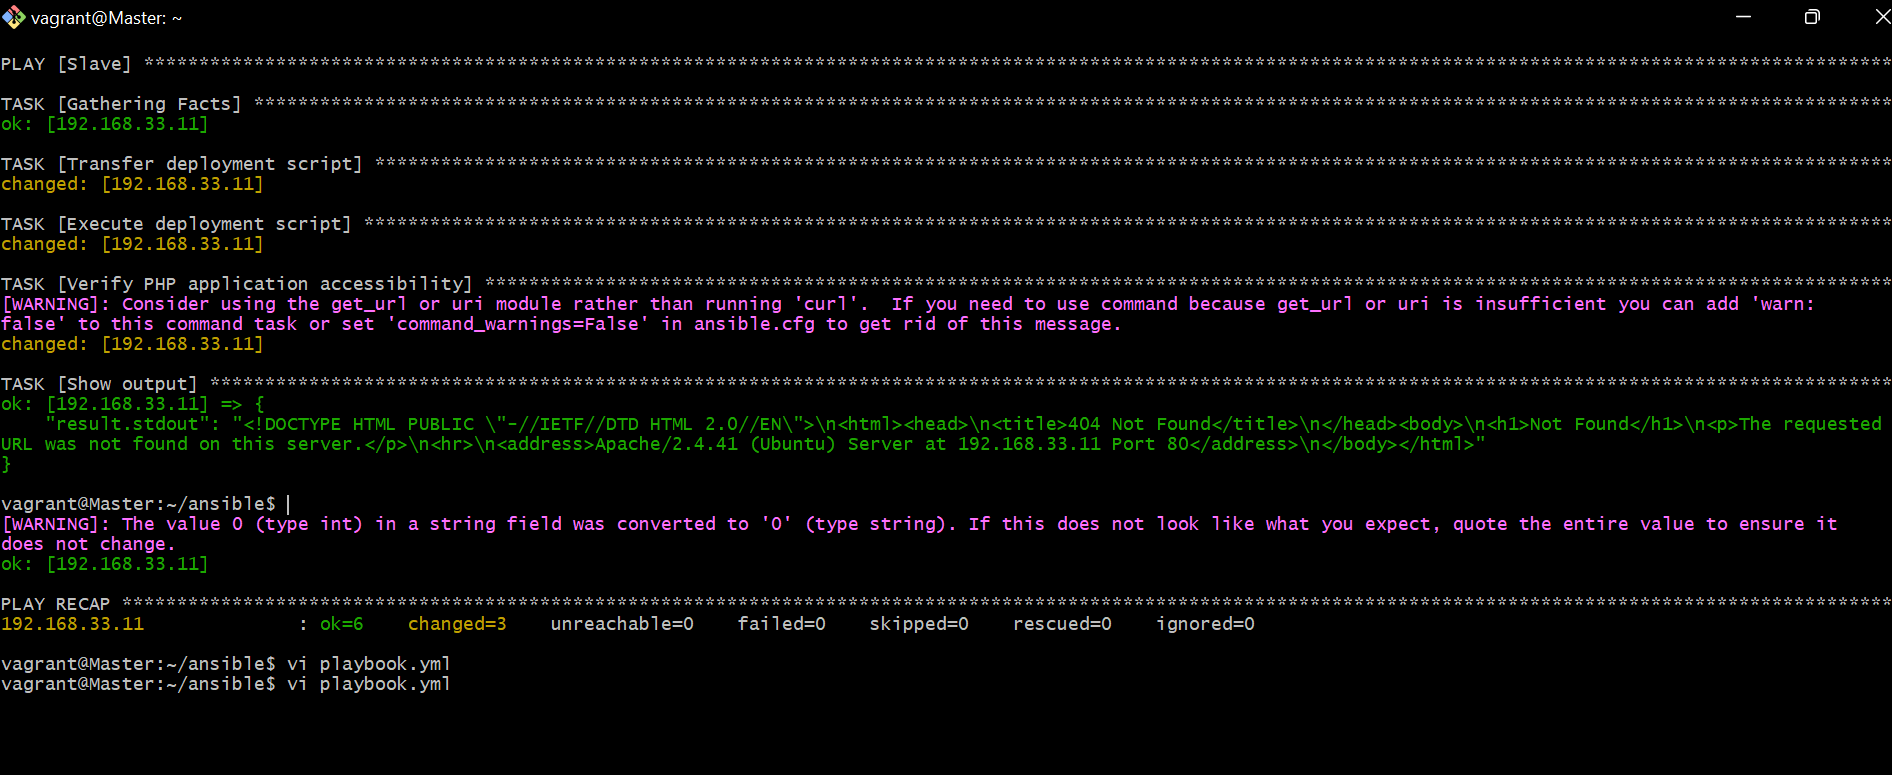 vagrant@Master: ~
PLAY [Slave] ****************************************************************************************************************************************************************
TASK [Gathering Facts] ******************************************************************************************************************************************************
ok: [192.168.33.11]
TASK [Transfer deployment script] *******************************************************************************************************************************************
changed: [192.168.33.11]
TASK [Execute deployment script] ********************************************************************************************************************************************
changed: [192.168.33.11]
TASK [Verify PHP application accessibility] *********************************************************************************************************************************
[WARNING]: Consider using the get_url or uri module rather than running 'curl'.  If you need to use command because get_url or uri is insufficient you can add 'warn:
false' to this command task or set 'command_warnings=False' in ansible.cfg to get rid of this message.
changed: [192.168.33.11]
TASK [Show output] **********************************************************************************************************************************************************
ok: [192.168.33.11] => {
    "result.stdout": "<!DOCTYPE HTML PUBLIC \"-//IETF//DTD HTML 2.0//EN\">\n<html><head>\n<title>404 Not Found</title>\n</head><body>\n<h1>Not Found</h1>\n<p>The requested
URL was not found on this server.</p>\n<hr>\n<address>Apache/2.4.41 (Ubuntu) Server at 192.168.33.11 Port 80</address>\n</body></html>"
}
vagrant@Master:~/ansible$
[WARNING]: The value 0 (type int) in a string field was converted to '0' (type string). If this does not look like what you expect, quote the entire value to ensure it
does not change.
ok: [192.168.33.11]
PLAY RECAP ******************************************************************************************************************************************************************
192.168.33.11              : ok=6    changed=3    unreachable=0    failed=0    skipped=0    rescued=0    ignored=0
vagrant@Master:~/ansible$ vi playbook.yml
vagrant@Master:~/ansible$ vi playbook.yml